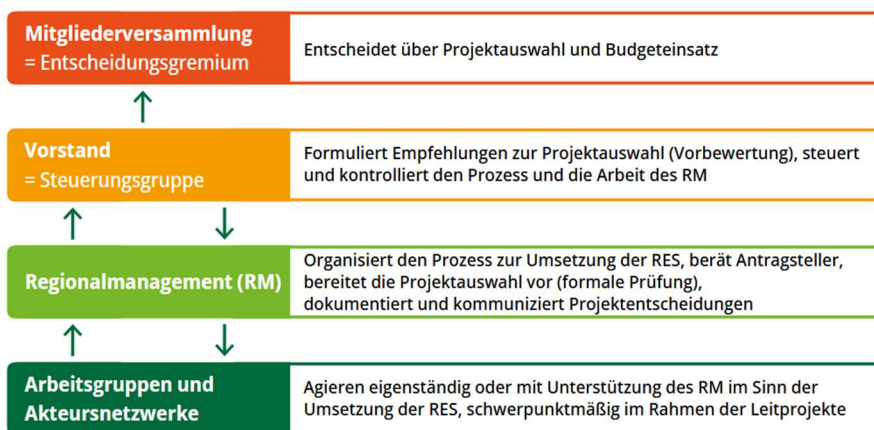 Mitgliederversammlung
= Entscheidungsgremium
Entscheidet über Projektauswahl und Budgeteinsatz
Vorstand
= Steuerungsgruppe
Formuliert Empfehlungen zur Projektauswahl (Vorbewertung), steuert
und kontrolliert den Prozess und die Arbeit des RM
Regionalmanagement (RM)
Organisiert den Prozess zur Umsetzung der RES, berät Antragsteller,
bereitet die Projektauswahl vor (formale Prüfung),
dokumentiert und kommuniziert Projektentscheidungen
Arbeitsgruppen und
Akteursnetzwerke
Agieren eigenständig oder mit Unterstützung des RM im Sinn der
Umsetzung der RES, schwerpunktmäßig im Rahmen der Leitprojekte